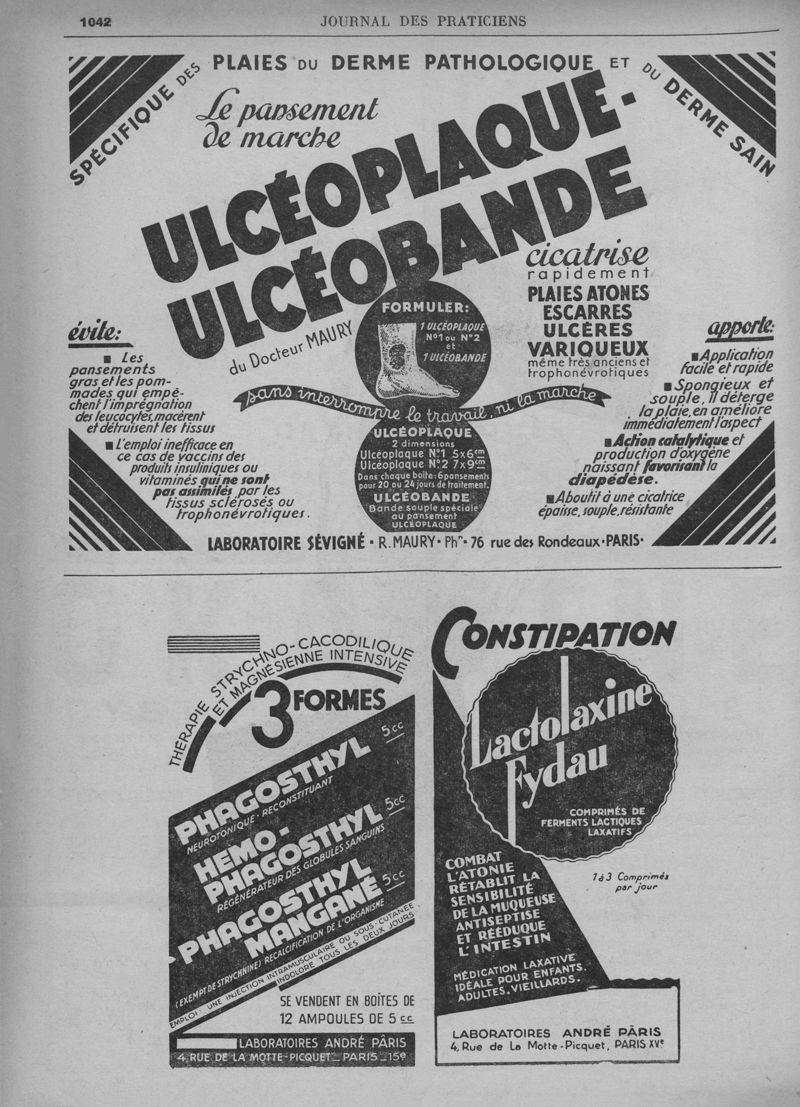 1042
JOURNAL DES PRATICIENS
SPÉCIFIQUE DES PLAIES DU DERME PATHOLOGIQUE ET DU DERME SAIN
Le pansement
de marche
ULCÉOPLAQUE-
ULCÉOBANDE
du Docteur MAURY
cicatrise
rapidement
PLAIES ATONES
ESCARRES
ULCÈRES
VARIQUEUX
même très anciens et
trophonévrotiques
FORMULER:
1 ULCÉOPLAQUE
N°1 ou N°2
et
1 ULCÉOBANDE
sans interrompre le travail, ni la marche
évite:
Les
pansements
gras et les pom-
mades qui empê-
chent l'imprégnation
des leucocytes, macèrent
et détruisent les tissus
L'emploi inefficace en
ce cas de vaccins des
produits insuliniques ou
vitaminés qui ne sont
pas assimilés par les
tissus sclérosés ou
trophonévrotiques.
ULCÉOPLAQUE
2 dimensions
Ulcéoplaque N°1 5x6cm
Ulcéoplaque N°2 7x9cm
Dans chaque boîte: 6 pansements
pour 20 ou 24 jours de traitement.
ULCÉOBANDE
Bande souple spéciale
au pansement
ULCÉOPLAQUE
apporte:
Application
facile et rapide
Spongieux et
souple, il déterge
la plaie, en améliore
immédiatement l'aspect
Action catalytique et
production d'oxygène
naissant favorisant la
diapédèse.
Aboutit à une cicatrice
épaisse, souple, résistante
LABORATOIRE SÉVIGNÉ • R. MAURY • Phen • 76 rue des Rondeaux • PARIS •
THÉRAPIE STRYCHNO-CACODILIQUE
ET MAGNÉSIENNE INTENSIVE
3 FORMES
PHAGOSTHYL 5cc
NEUROTONIQUE - RECONSTITUANT
HEMO-
PHAGOSTHYL 5cc
RÉGÉNÉRATEUR DES GLOBULES SANGUINS
PHAGOSTHYL 5cc
MANGANÉ
(EXEMPT DE STRYCHNINE) RECALCIFICATION DE L'ORGANISME
EMPLOI: UNE INJECTION INTRAMUSCULAIRE OU SOUS-CUTANÉE,
INDOLORE TOUS LES DEUX JOURS
SE VENDENT EN BOÎTES DE
12 AMPOULES DE 5 cc
LABORATOIRES ANDRÉ PÂRIS
4, RUE DE LA MOTTE-PICQUET _ PARIS _ 15e
CONSTIPATION
Lactolaxine
Fydau
COMPRIMÉS DE
FERMENTS LACTIQUES
LAXATIFS
1 à 3 Comprimés
par jour
COMBAT
L'ATONIE
RÉTABLIT LA
SENSIBILITÉ
DE LA MUQUEUSE
ANTISEPTISE
ET RÉÉDUQUE
L'INTESTIN
MÉDICATION LAXATIVE
IDÉALE POUR ENFANTS,
ADULTES, VIEILLARDS.
LABORATOIRES ANDRÉ PÂRIS
4, Rue de La Motte-Picquet, PARIS XVe